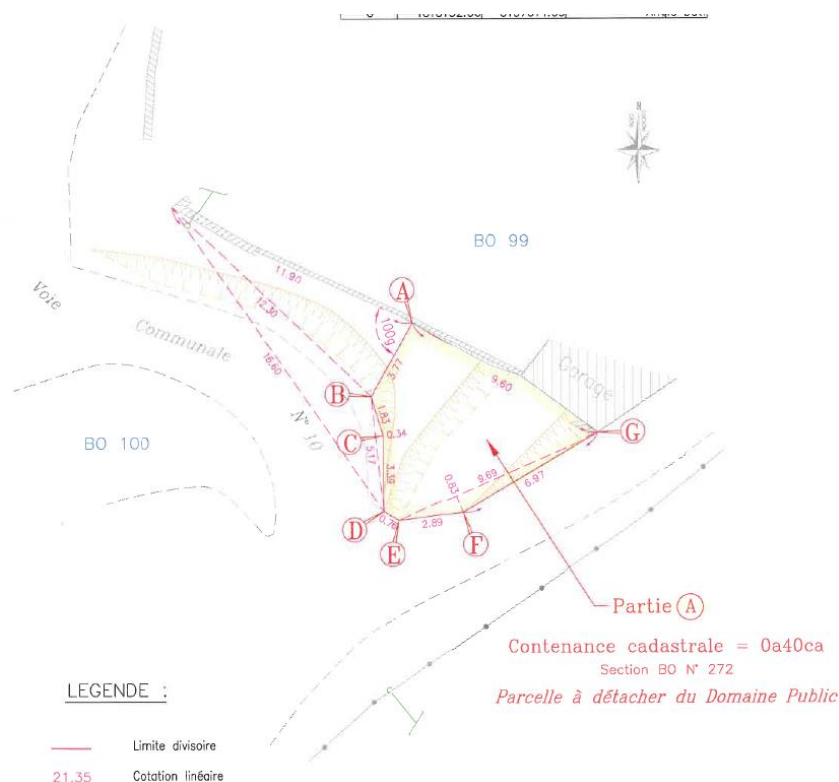 N
BO 99
11.90
A
Voie
Communale
12.30
100g
16.60
3.77
9.60
Garage
B
1.83
C
0.34
G
N° 10
BO 100
5.17
3.39
9.69
0.83
6.97
D
0.76
2.89
E
F
Partie A
Contenance cadastrale = 0a40ca
Section BO N° 272
Parcelle à détacher du Domaine Public
LEGENDE :
Limite divisoire
21.35 Cotation linéaire